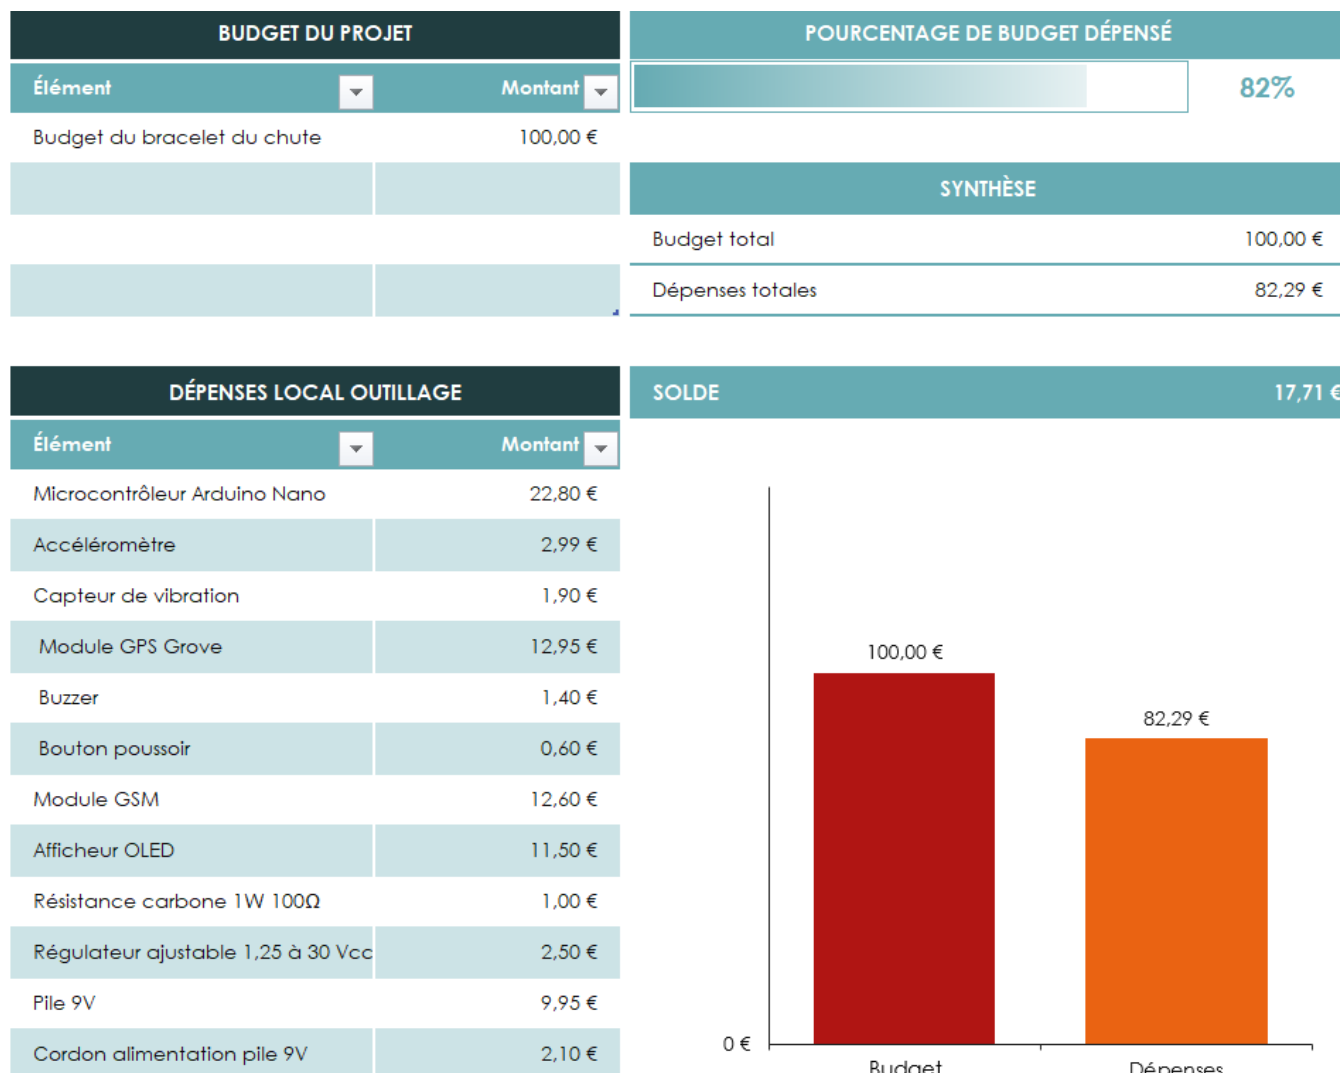 BUDGET DU PROJET
Élément Montant
Budget du bracelet du chute 100,00 €
POURCENTAGE DE BUDGET DÉPENSÉ
82%
SYNTHÈSE
Budget total 100,00 €
Dépenses totales 82,29 €
DÉPENSES LOCAL OUTILLAGE
Élément Montant
Microcontrôleur Arduino Nano 22,80 €
Accéléromètre 2,99 €
Capteur de vibration 1,90 €
Module GPS Grove 12,95 €
Buzzer 1,40 €
Bouton poussoir 0,60 €
Module GSM 12,60 €
Afficheur OLED 11,50 €
Résistance carbone 1W 100Ω 1,00 €
Régulateur ajustable 1,25 à 30 Vcc 2,50 €
Pile 9V 9,95 €
Cordon alimentation pile 9V 2,10 €
SOLDE 17,71 €
100,00 €
82,29 €
0 €
Budget Dépenses